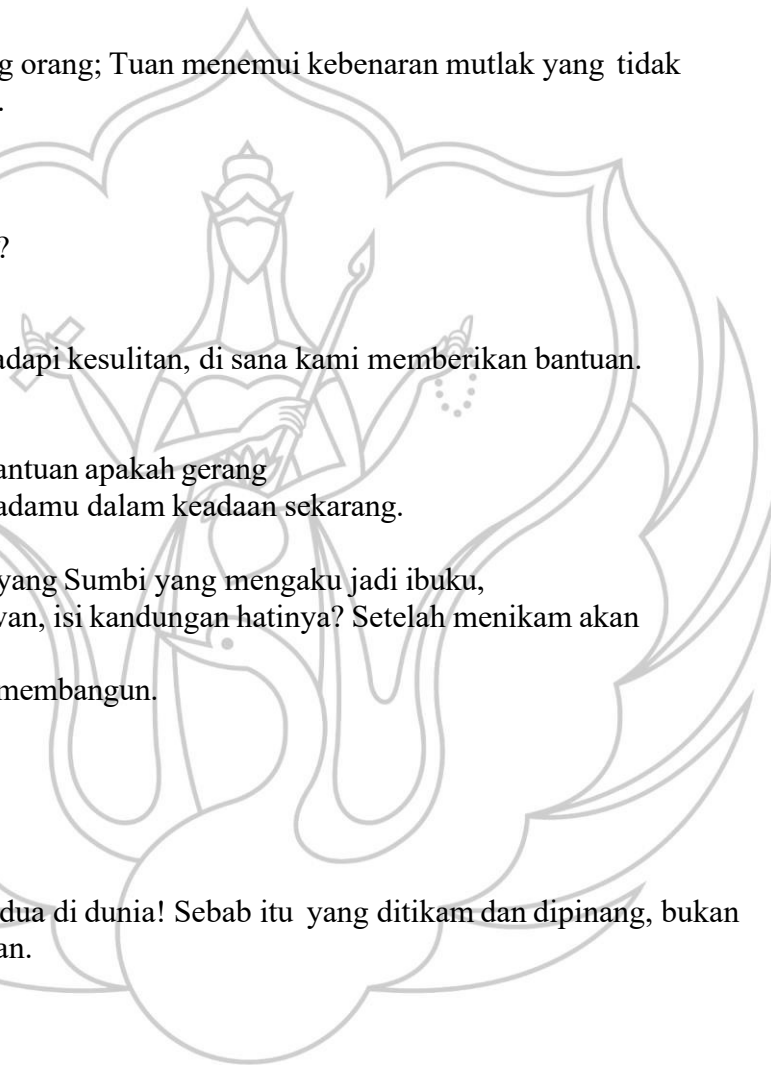 g orang; Tuan menemui kebenaran mutlak yang tidak
.
?
adapi kesulitan, di sana kami memberikan bantuan.
antuan apakah gerang
adamu dalam keadaan sekarang.
yang Sumbi yang mengaku jadi ibuku,
wan, isi kandungan hatinya? Setelah menikam akan
membangun.
dua di dunia! Sebab itu yang ditikam dan dipinang, bukan
an.